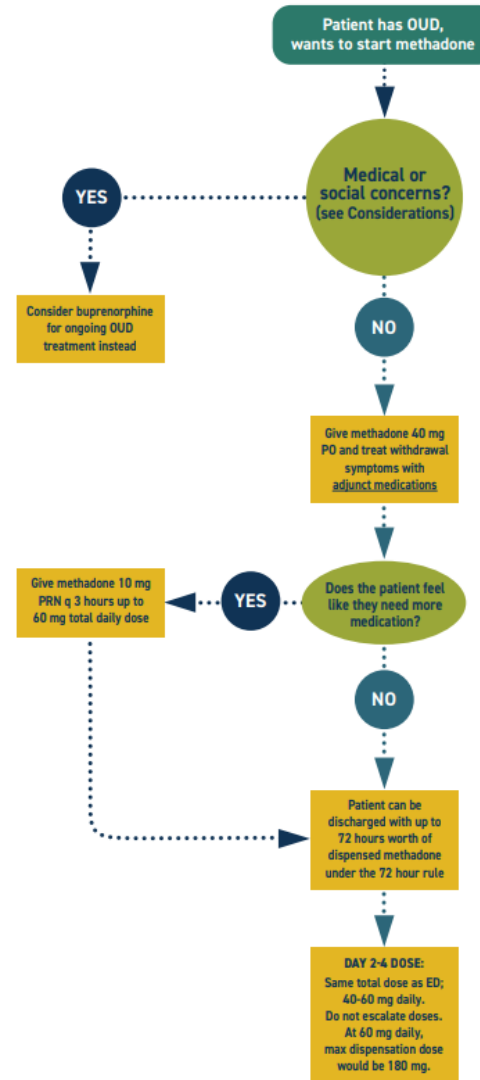 Patient has OUD,
wants to start methadone
Medical or
social concerns?
(see Considerations)
YES
Consider buprenorphine
for ongoing OUD
treatment instead
NO
Give methadone 40 mg
PO and treat withdrawal
symptoms with
adjunct medications
Does the patient feel
like they need more
medication?
YES
Give methadone 10 mg
PRN q 3 hours up to
60 mg total daily dose
NO
Patient can be
discharged with up to
72 hours worth of
dispensed methadone
under the 72 hour rule
DAY 2-4 DOSE:
Same total dose as ED;
40-60 mg daily.
Do not escalate doses.
At 60 mg daily,
max dispensation dose
would be 180 mg.